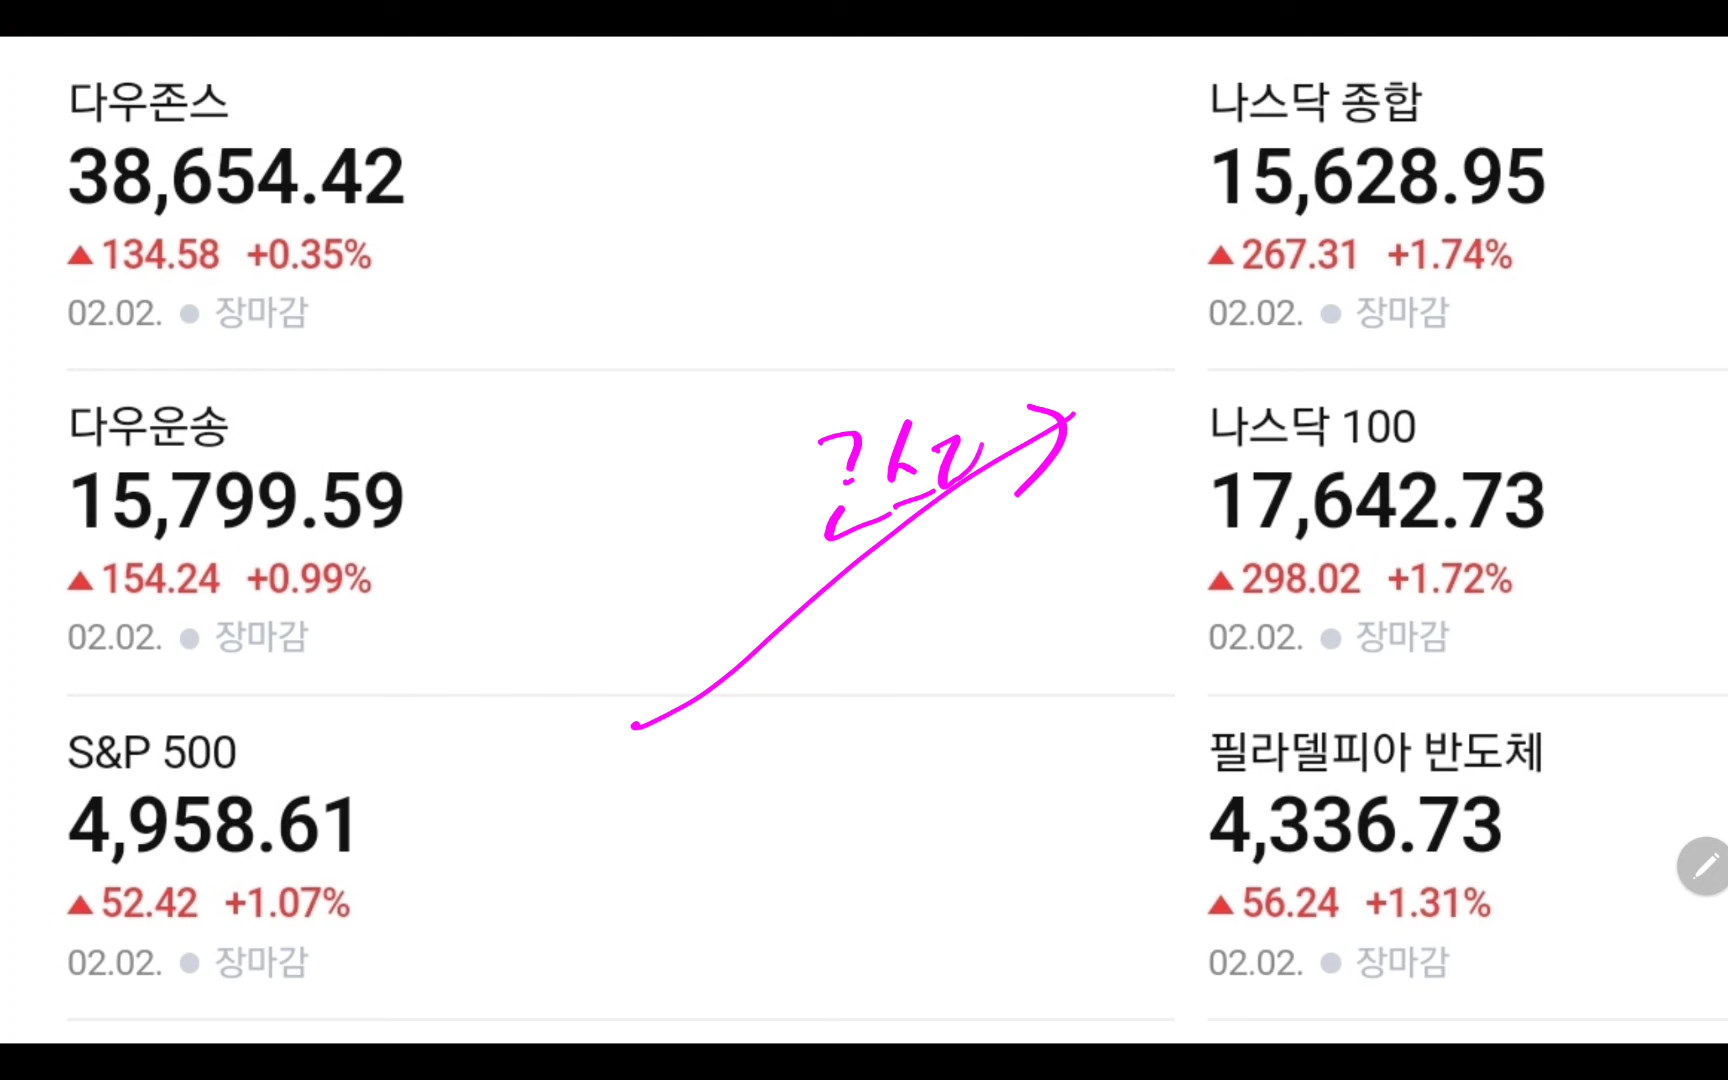 다우존스
38,654.42
▲134.58 +0.35%
02.02. ● 장마감
나스닥 종합
15,628.95
▲267.31 +1.74%
02.02. ● 장마감
다우운송
15,799.59
▲154.24 +0.99%
02.02. ● 장마감
나스닥 100
17,642.73
▲298.02 +1.72%
02.02. ● 장마감
S&P 500
4,958.61
▲52.42 +1.07%
02.02. ● 장마감
필라델피아 반도체
4,336.73
▲56.24 +1.31%
02.02. ● 장마감